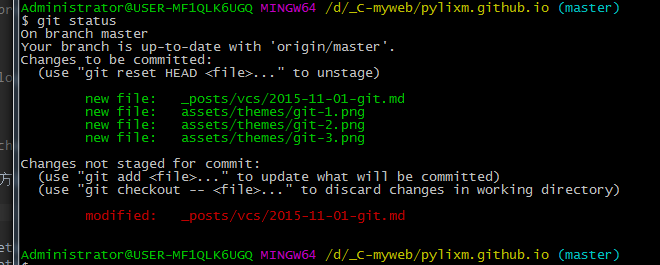 Administrator@USER-MF1QLK6UGQ MINGW64 /d/_C-myweb/pylixm.github.io (master)
$ git status
On branch master
Your branch is up-to-date with 'origin/master'.
Changes to be committed:
  (use "git reset HEAD <file>..." to unstage)

        new file:   _posts/vcs/2015-11-01-git.md
        new file:   assets/themes/git-1.png
        new file:   assets/themes/git-2.png
        new file:   assets/themes/git-3.png

Changes not staged for commit:
  (use "git add <file>..." to update what will be committed)
  (use "git checkout -- <file>..." to discard changes in working directory)

        modified:   _posts/vcs/2015-11-01-git.md

Administrator@USER-MF1QLK6UGQ MINGW64 /d/_C-myweb/pylixm.github.io (master)